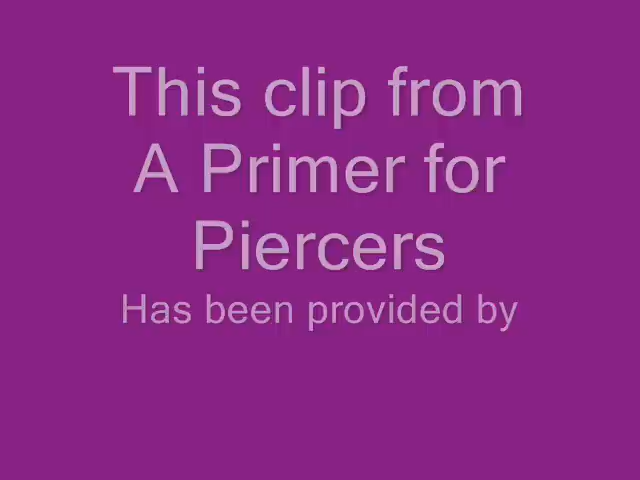 This clip from
A Primer for
Piercers
Has been provided by